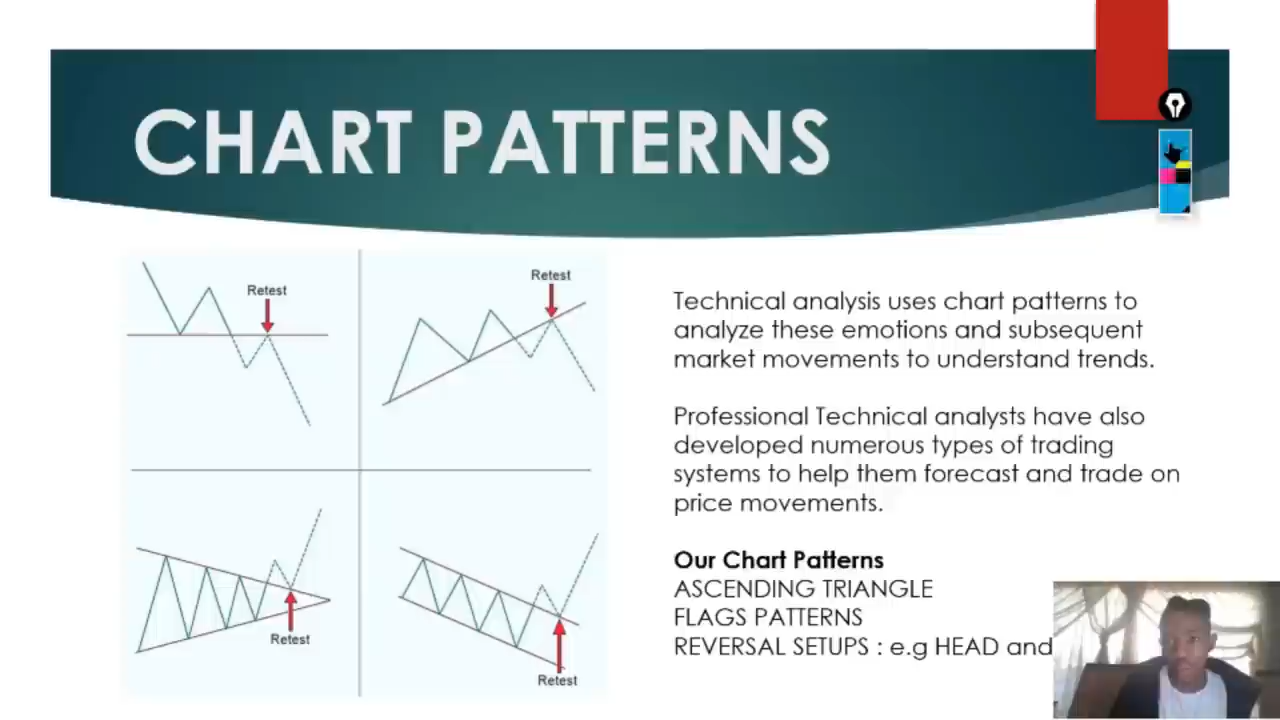 CHART PATTERNS
Retest
Retest
Retest
Retest
Technical analysis uses chart patterns to
analyze these emotions and subsequent
market movements to understand trends.
Professional Technical analysts have also
developed numerous types of trading
systems to help them forecast and trade on
price movements.
Our Chart Patterns
ASCENDING TRIANGLE
FLAGS PATTERNS
REVERSAL SETUPS : e.g HEAD and